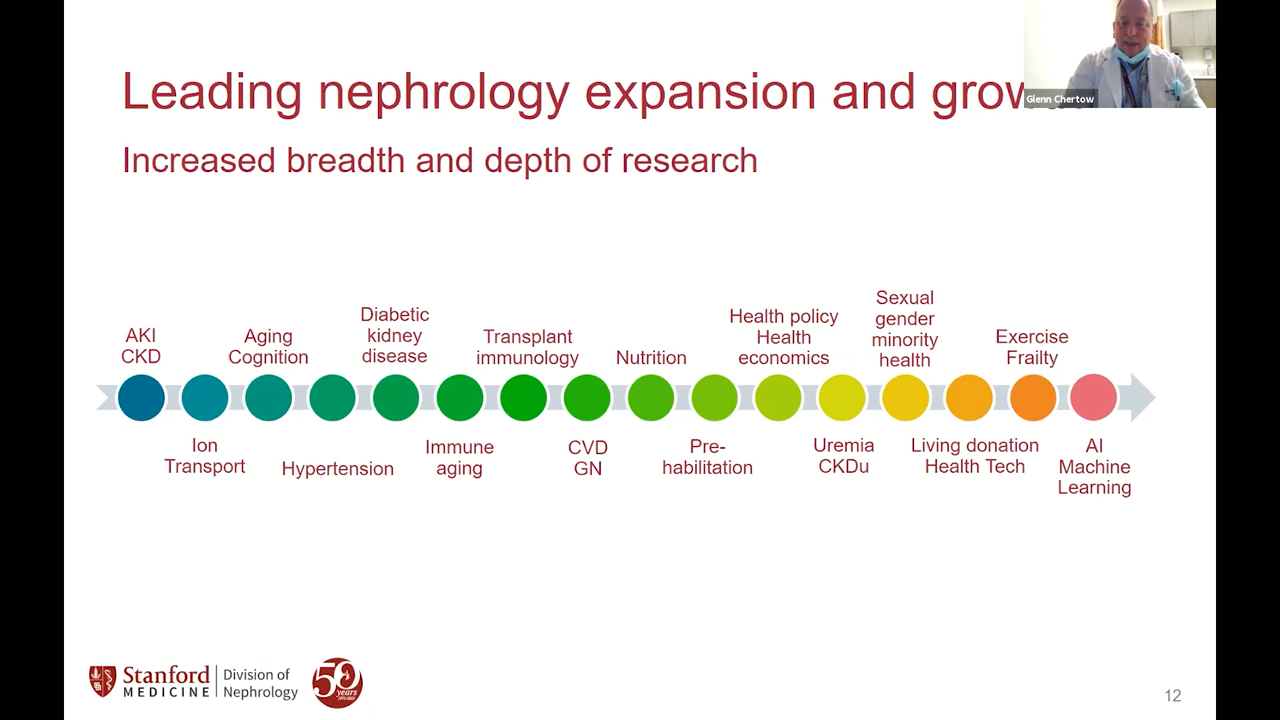 Leading nephrology expansion and grow
Glenn Chertow
Increased breadth and depth of research
AKI
CKD
Ion
Transport
Aging
Cognition
Hypertension
Diabetic
kidney
disease
Immune
aging
Transplant
immunology
CVD
GN
Nutrition
Pre-
habilitation
Health policy
Health
economics
Uremia
CKDu
Sexual
gender
minority
health
Living donation
Health Tech
Exercise
Frailty
AI
Machine
Learning
Stanford
MEDICINE
Division of
Nephrology
50
years
12